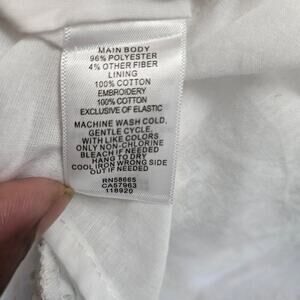 MAIN BODY
96% POLYESTER
4% OTHER FIBER
LINING
100% COTTON
EMBROIDERY
100% COTTON
EXCLUSIVE OF ELASTIC
MACHINE WASH COLD,
GENTLE CYCLE,
WITH LIKE COLORS
ONLY NON-CHLORINE
BLEACH IF NEEDED
HANG TO DRY
COOL IRON WRONG SIDE
OUT IF NEEDED
RN58665
CA57963
118920